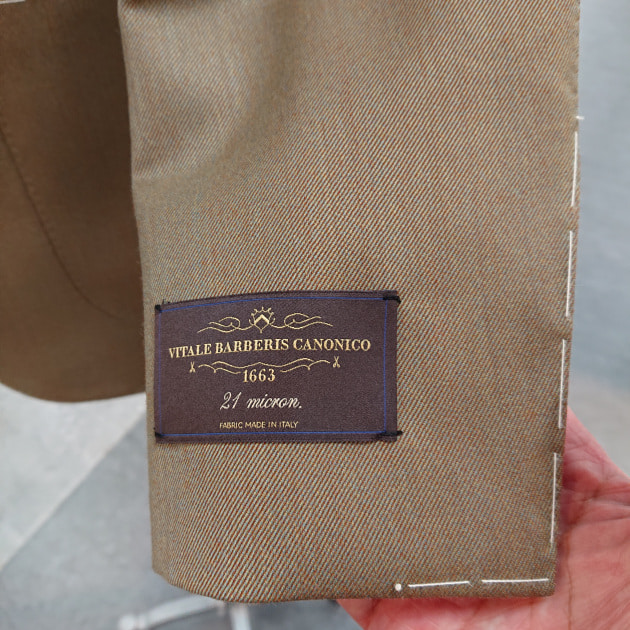 VITALE BARBERIS CANONICO
1663
21 micron.
FABRIC MADE IN ITALY